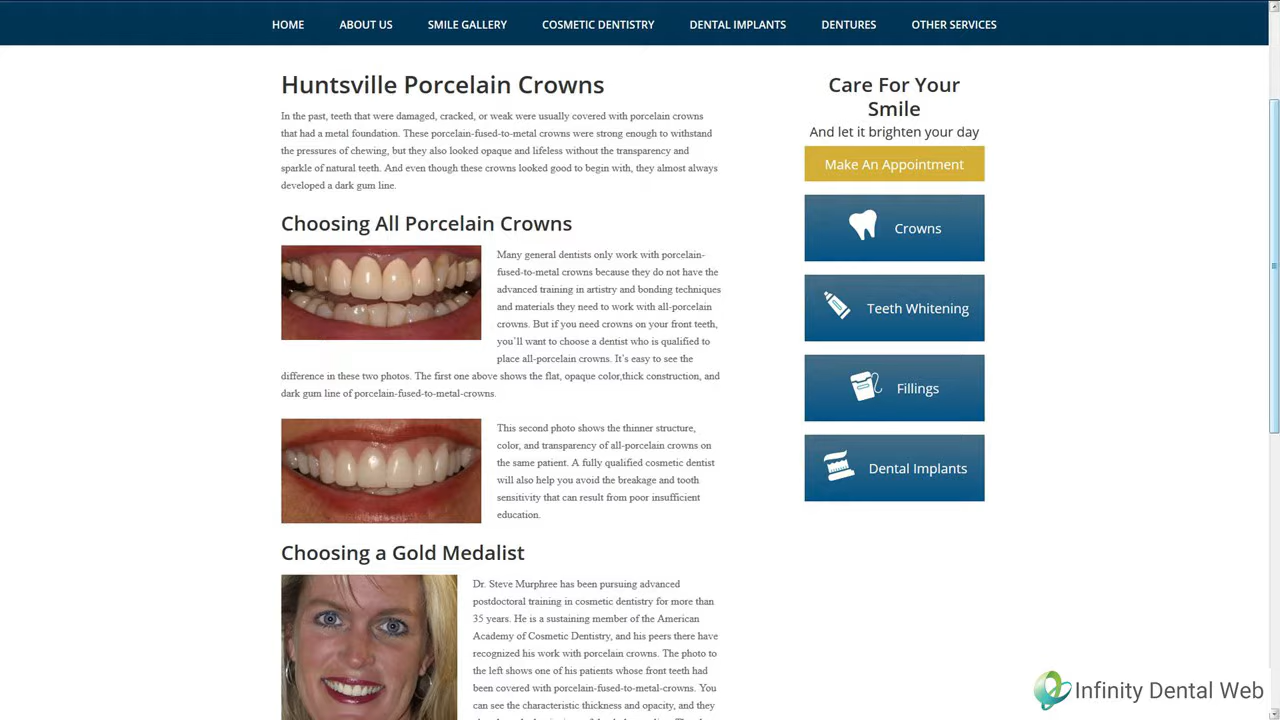 HOME ABOUT US SMILE GALLERY COSMETIC DENTISTRY DENTAL IMPLANTS DENTURES OTHER SERVICES
Huntsville Porcelain Crowns
In the past, teeth that were damaged, cracked, or weak were usually covered with porcelain crowns
that had a metal foundation. These porcelain-fused-to-metal crowns were strong enough to withstand
the pressures of chewing, but they also looked opaque and lifeless without the transparency and
sparkle of natural teeth. And even though these crowns looked good to begin with, they almost always
developed a dark gum line.
Choosing All Porcelain Crowns
Many general dentists only work with porcelain-
fused-to-metal crowns because they do not have the
advanced training in artistry and bonding techniques
and materials they need to work with all-porcelain
crowns. But if you need crowns on your front teeth,
you'll want to choose a dentist who is qualified to
place all-porcelain crowns. It's easy to see the
difference in these two photos. The first one above shows the flat, opaque color,thick construction, and
dark gum line of porcelain-fused-to-metal-crowns.
This second photo shows the thinner structure,
color, and transparency of all-porcelain crowns on
the same patient. A fully qualified cosmetic dentist
will also help you avoid the breakage and tooth
sensitivity that can result from poor insufficient
education.
Choosing a Gold Medalist
Dr. Steve Murphree has been pursuing advanced
postdoctoral training in cosmetic dentistry for more than
35 years. He is a sustaining member of the American
Academy of Cosmetic Dentistry, and his peers there have
recognized his work with porcelain crowns. The photo to
the left shows one of his patients whose front teeth had
been covered with porcelain-fused-to-metal-crowns. You
can see the characteristic thickness and opacity, and they
Care For Your
Smile
And let it brighten your day
Make An Appointment
Crowns
Teeth Whitening
Fillings
Dental Implants
Infinity Dental Web